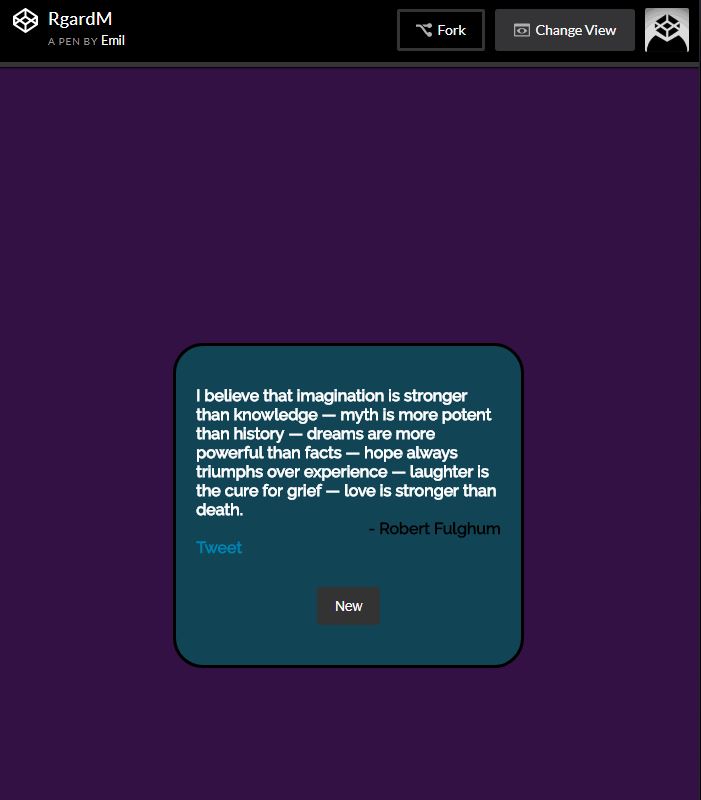 RgardM
A PEN BY Emil
Fork
Change View
I believe that imagination is stronger
than knowledge — myth is more potent
than history — dreams are more
powerful than facts — hope always
triumphs over experience — laughter is
the cure for grief — love is stronger than
death.
- Robert Fulghum
Tweet
New